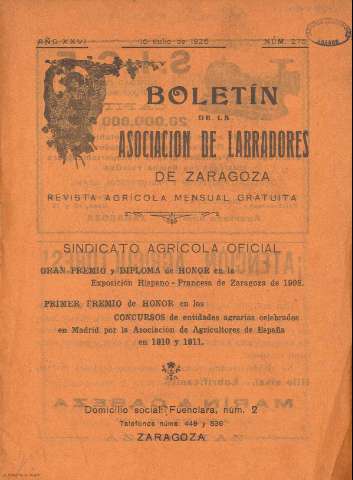 AÑO XXVI 15 Julio de 1926 NÚM. 275
BOLETÍN
DE LA
ASOCIACION DE LABRADORES
DE ZARAGOZA
REVISTA AGRÍCOLA MENSUAL GRATUITA
SINDICATO AGRÍCOLA OFICIAL
GRAN PREMIO y DIPLOMA de HONOR en la
Exposición Hispano-Francesa de Zaragoza de 1908.
PRIMER PREMIO de HONOR en los
CONCURSOS de entidades agrarias celebrados
en Madrid por la Asociación de Agricultores de España
en 1910 y 1911.
Domicilio social: Fuenclara, núm. 2
Teléfonos núms. 449 y 536
ZARAGOZA